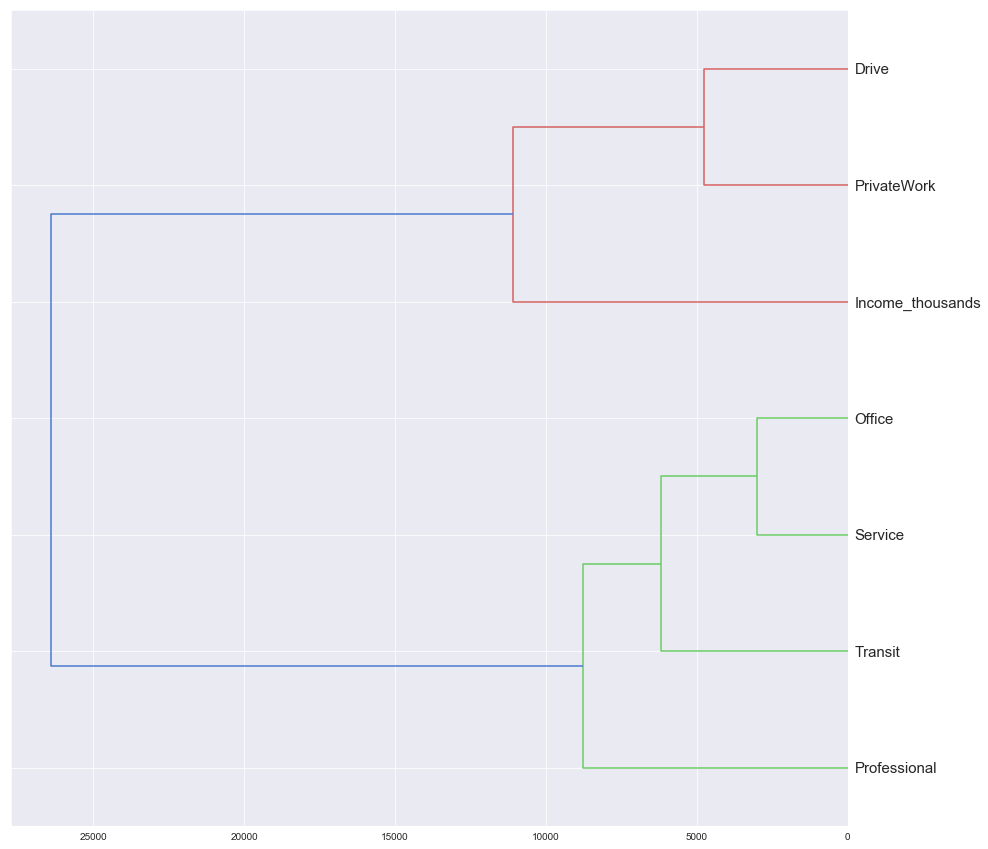 Drive
PrivateWork
Income_thousands
Office
Service
Transit
Professional
25000 20000 15000 10000 5000 0